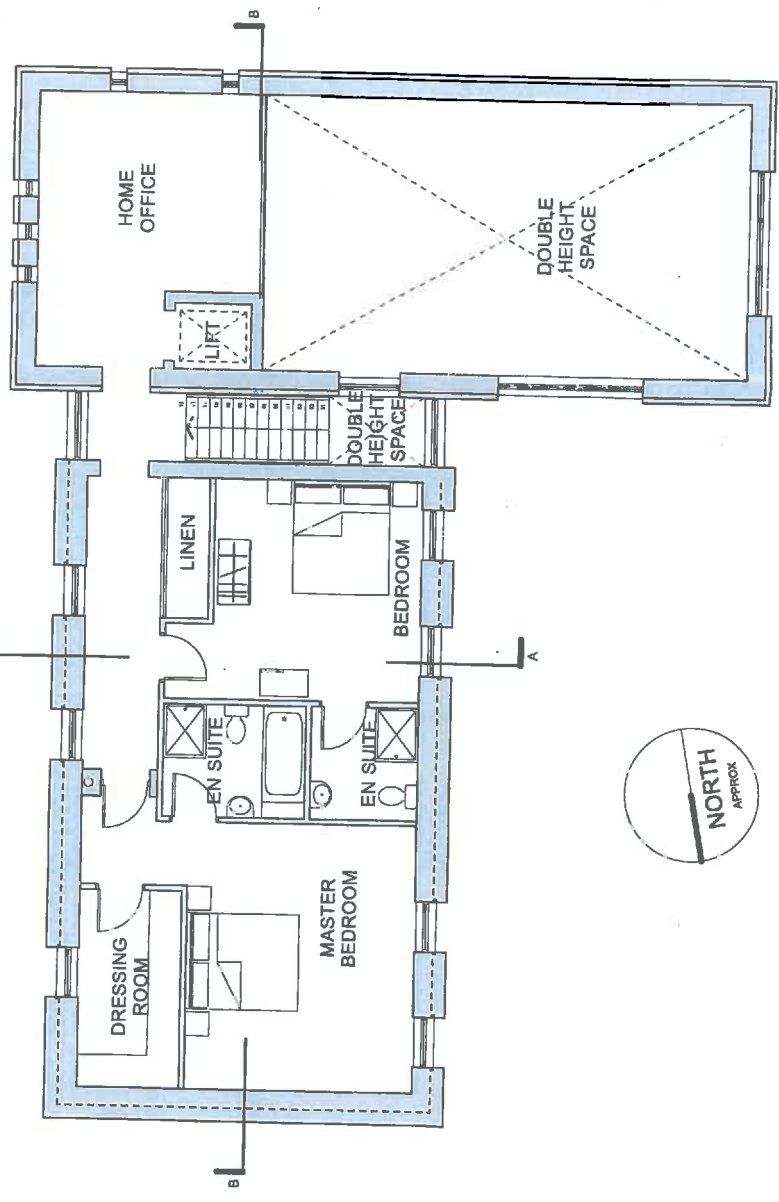 B
HOME
OFFICE
LIFT
DOUBLE
HEIGHT
SPACE
DOUBLE
HEIGHT
SPACE
LINEN
BEDROOM
A
EN SUITE
EN SUITE
C
DRESSING
ROOM
MASTER
BEDROOM
B
NORTH
APPROX